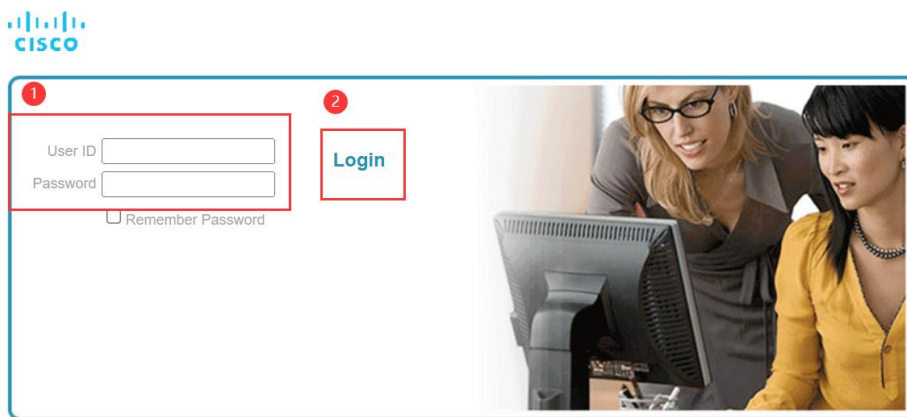 CISCO
1
2
User ID
Login
Password
Remember Password